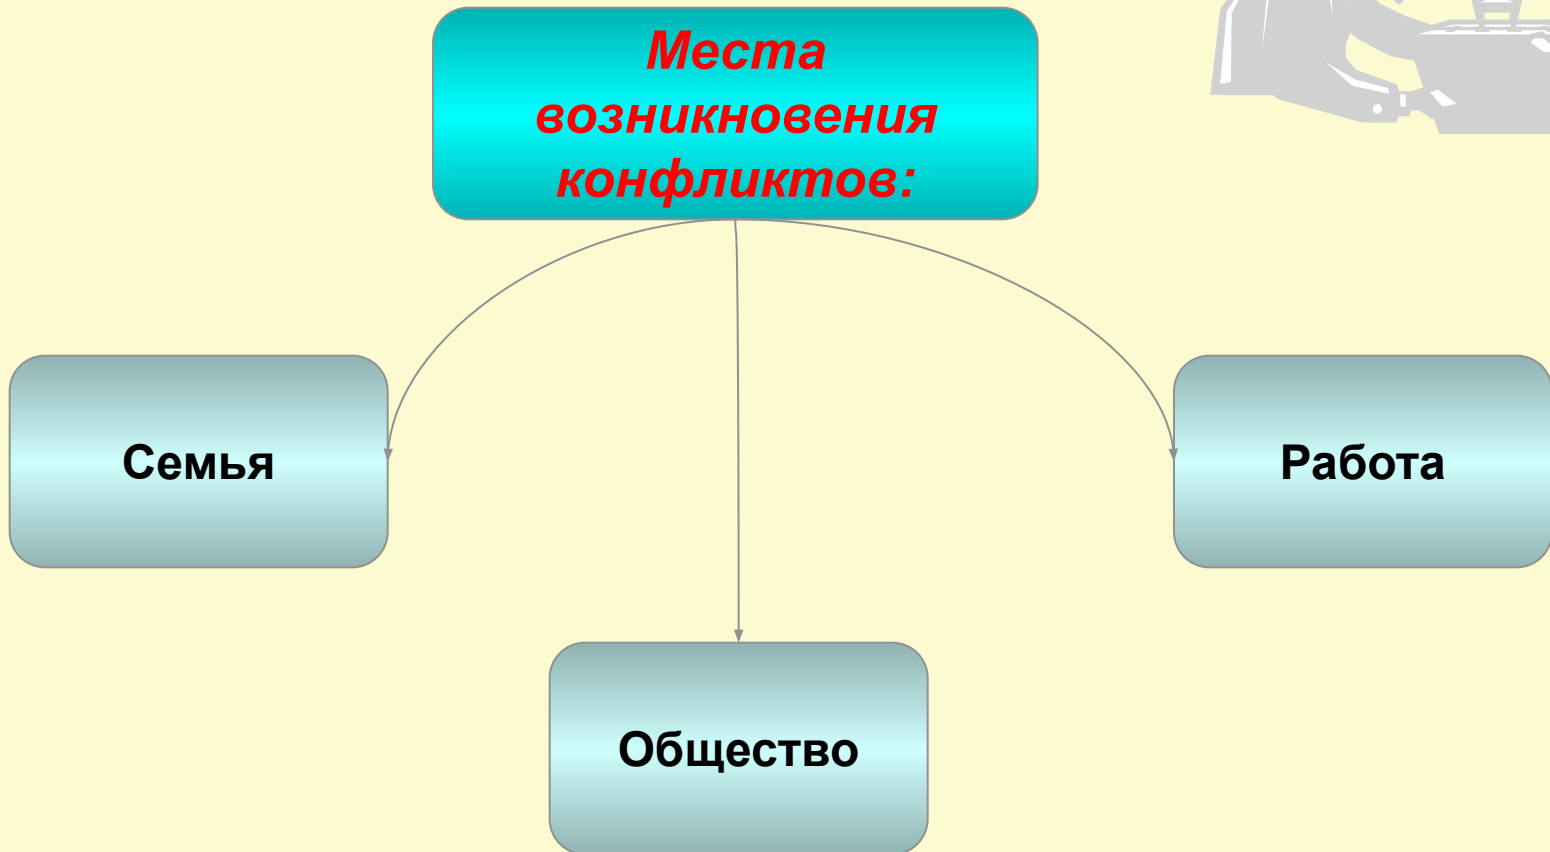 Места
возникновения
конфликтов:
Семья
Работа
Общество